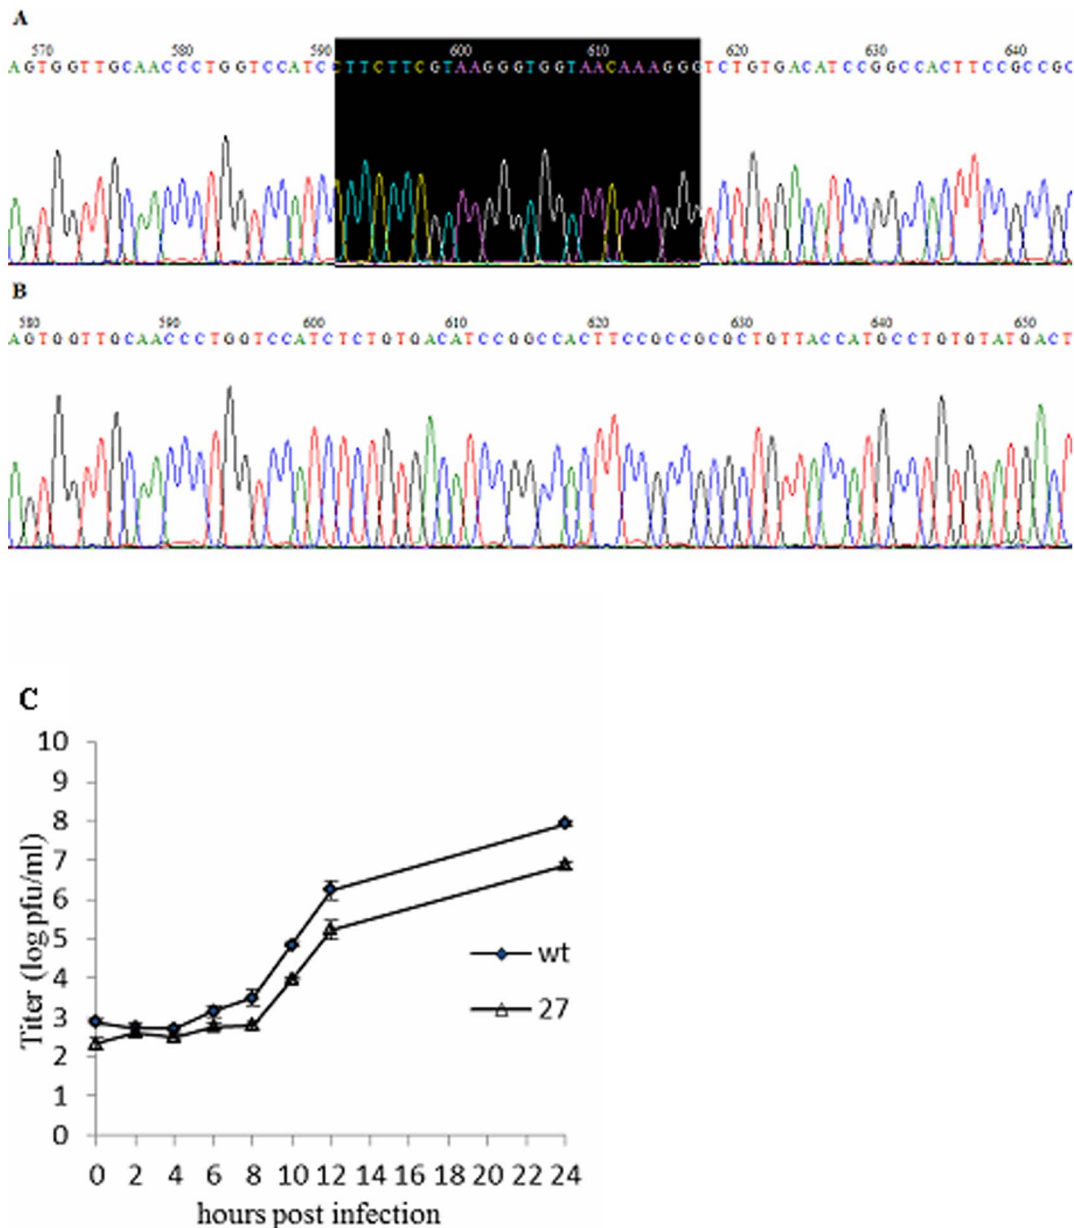 A
570 580 590 600 610 620 630 640
AGTGGTTGCAACCCTGGTCCATCCTTCTTCGTAAGGGTGGTAACAAAGGGTCTGTGACATCCGGCCACTTCCGCCGC
B
580 590 600 610 620 630 640 650
AGTGGTTGCAACCCTGGTCCATCTCTGTGACATCCGGCCACTTCCGCCGCGCTGTTACCATGCCTGTGTATGACT
C
10
9
8
7
6
5
4
3
2
1
0
Titer (log pfu/ml)
wt
27
0 2 4 6 8 10 12 14 16 18 20 22 24
hours post infection